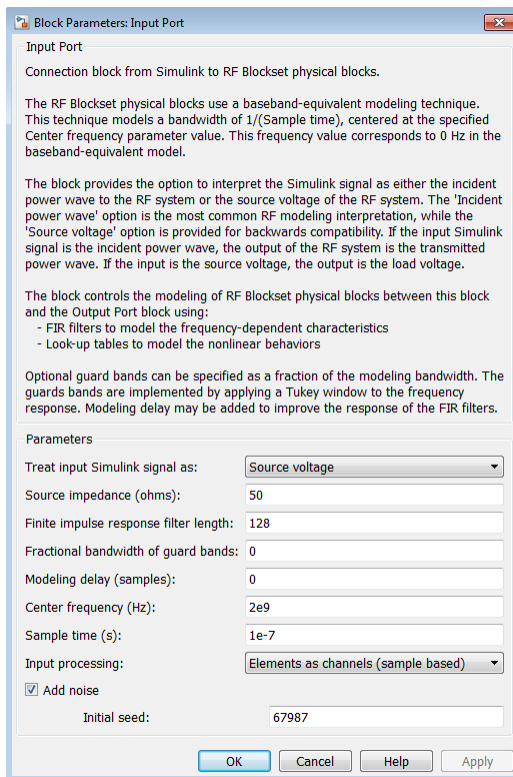 Block Parameters: Input Port
Input Port
Connection block from Simulink to RF Blockset physical blocks.
The RF Blockset physical blocks use a baseband-equivalent modeling technique.
This technique models a bandwidth of 1/(Sample time), centered at the specified
Center frequency parameter value. This frequency value corresponds to 0 Hz in the
baseband-equivalent model.
The block provides the option to interpret the Simulink signal as either the incident
power wave to the RF system or the source voltage of the RF system. The 'Incident
power wave' option is the most common RF modeling interpretation, while the
'Source voltage' option is provided for backwards compatibility. If the input Simulink
signal is the incident power wave, the output of the RF system is the transmitted
power wave. If the input is the source voltage, the output is the load voltage.
The block controls the modeling of RF Blockset physical blocks between this block
and the Output Port block using:
- FIR filters to model the frequency-dependent characteristics
- Look-up tables to model the nonlinear behaviors
Optional guard bands can be specified as a fraction of the modeling bandwidth. The
guards bands are implemented by applying a Tukey window to the frequency
response. Modeling delay may be added to improve the response of the FIR filters.
Parameters
Treat input Simulink signal as: Source voltage
Source impedance (ohms): 50
Finite impulse response filter length: 128
Fractional bandwidth of guard bands: 0
Modeling delay (samples): 0
Center frequency (Hz): 2e9
Sample time (s): 1e-7
Input processing: Elements as channels (sample based)
Add noise
Initial seed: 67987
OK Cancel Help Apply